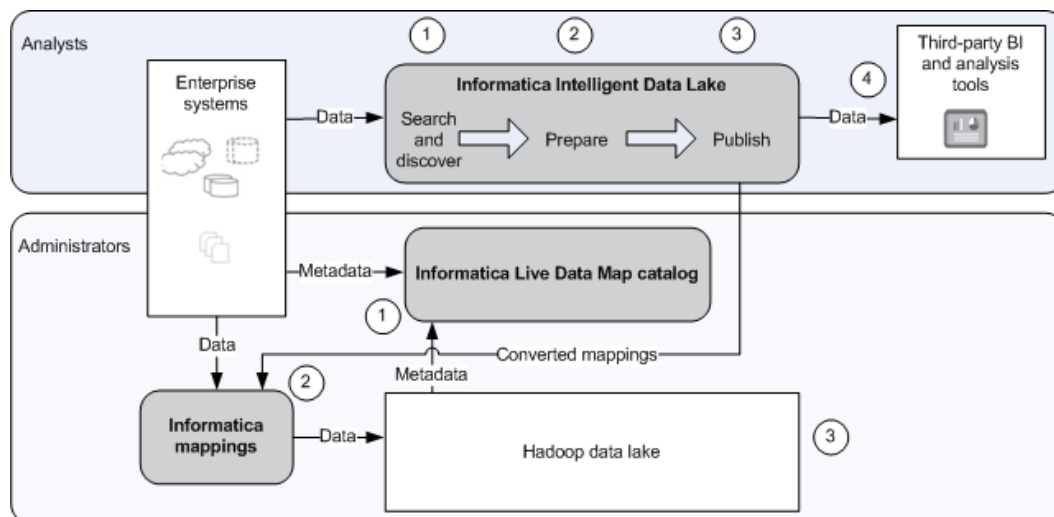 Analysts
1
2
3
4
Enterprise
systems
Data
Informatica Intelligent Data Lake
Search
and
discover
Prepare
Publish
Data
Third-party BI
and analysis
tools
Administrators
Metadata
Informatica Live Data Map catalog
1
Data
Converted mappings
Metadata
2
Informatica
mappings
Data
Hadoop data lake
3